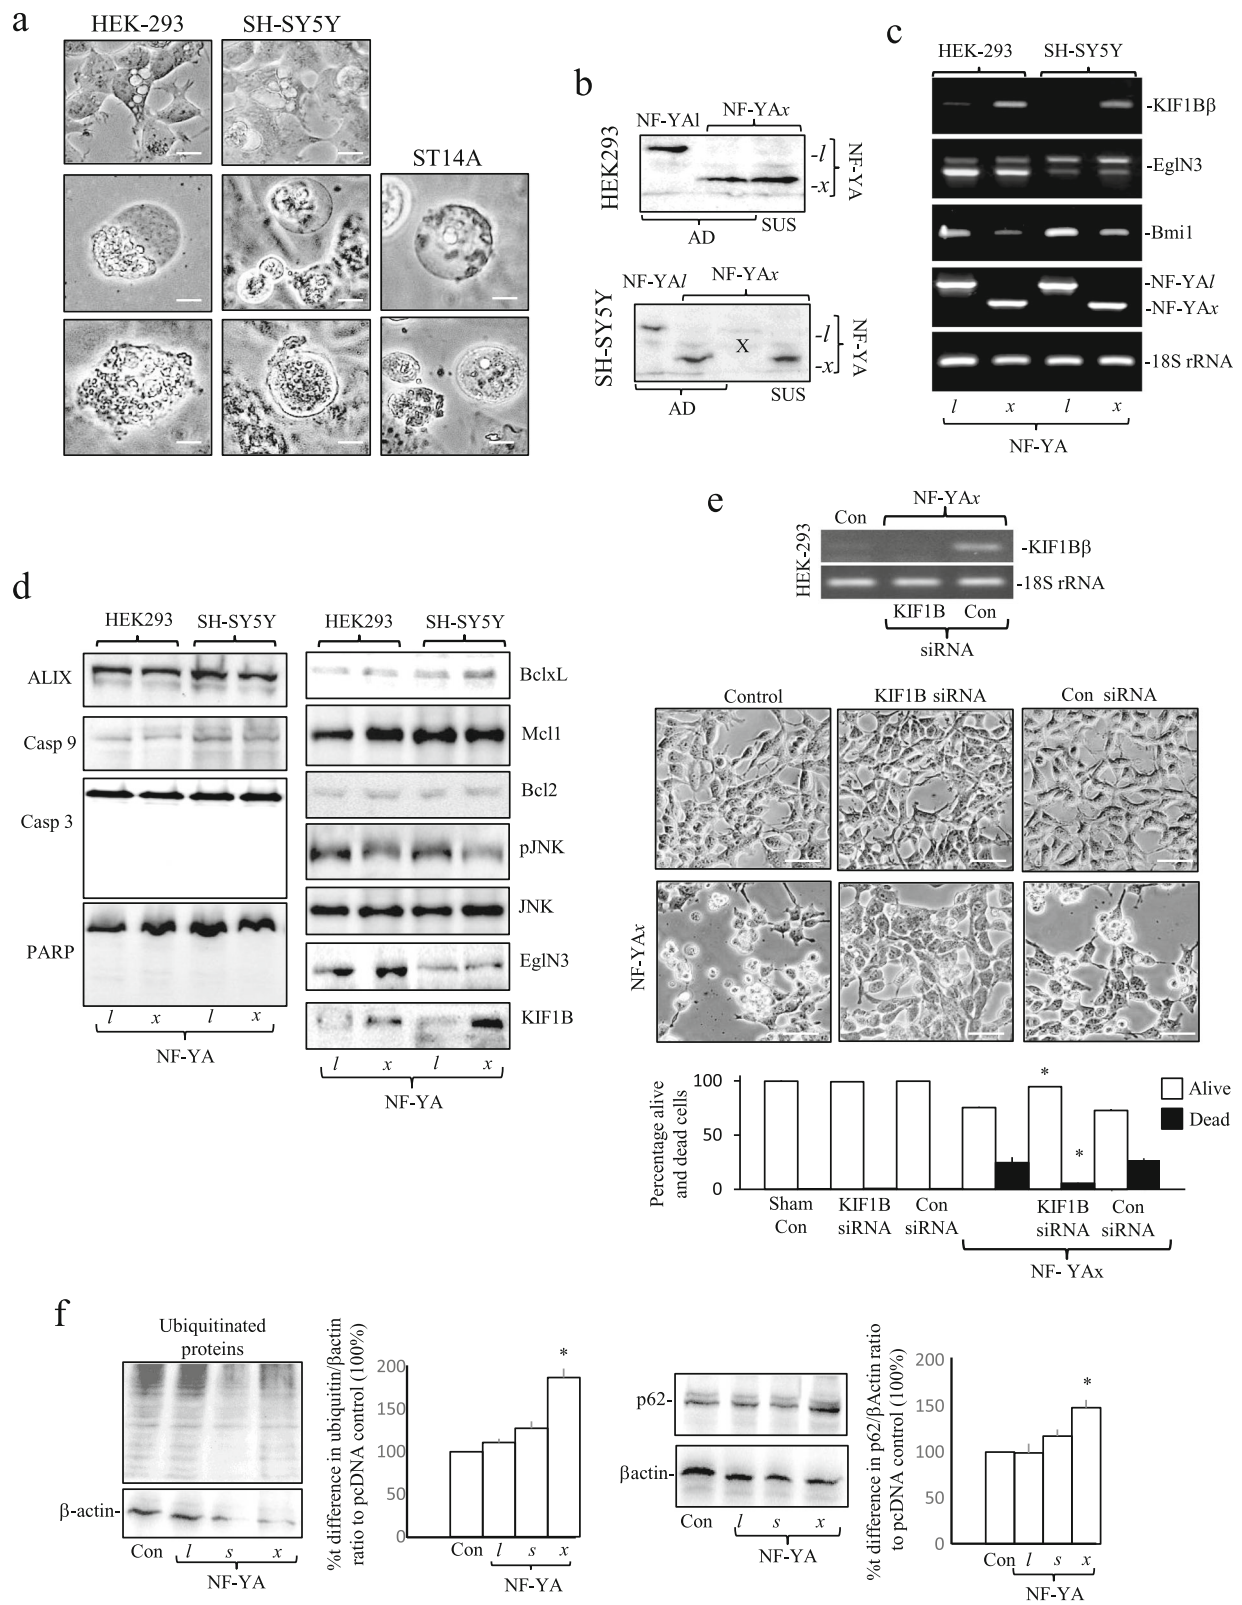 a
HEK-293 SH-SY5Y
ST14A
b
HEK293
NF-YAl NF-YAx
-l
-x
NF-YA
AD SUS
SH-SY5Y
NF-YAl NF-YAx
-l
X
-x
NF-YA
AD SUS
c
HEK-293 SH-SY5Y
-KIF1Bβ
-EglN3
-Bmi1
-NF-YAl
-NF-YAx
-18S rRNA
l x l x
NF-YA
d
HEK293 SH-SY5Y
ALIX
Casp 9
Casp 3
PARP
l x l x
NF-YA
HEK293 SH-SY5Y
BclxL
Mcl1
Bcl2
pJNK
JNK
EglN3
KIF1B
l x l x
NF-YA
e
NF-YAx
Con
HEK-293
-KIF1Bβ
-18S rRNA
KIF1B Con
siRNA
Control KIF1B siRNA Con siRNA
NF-YAx
Percentage alive
and dead cells
100
50
0
*
*
Alive
Dead
Sham
Con
KIF1B
siRNA
Con
siRNA
KIF1B
siRNA
Con
siRNA
NF- YAx
f
Ubiquitinated
proteins
β-actin-
Con l s x
NF-YA
%t difference in ubiquitin/βactin
ratio to pcDNA control (100%)
200
150
100
50
0
*
Con l s x
NF-YA
p62-
βactin-
Con l s x
NF-YA
%t difference in p62/βActin ratio
to pcDNA control (100%)
200
150
100
50
0
*
Con l s x
NF-YA